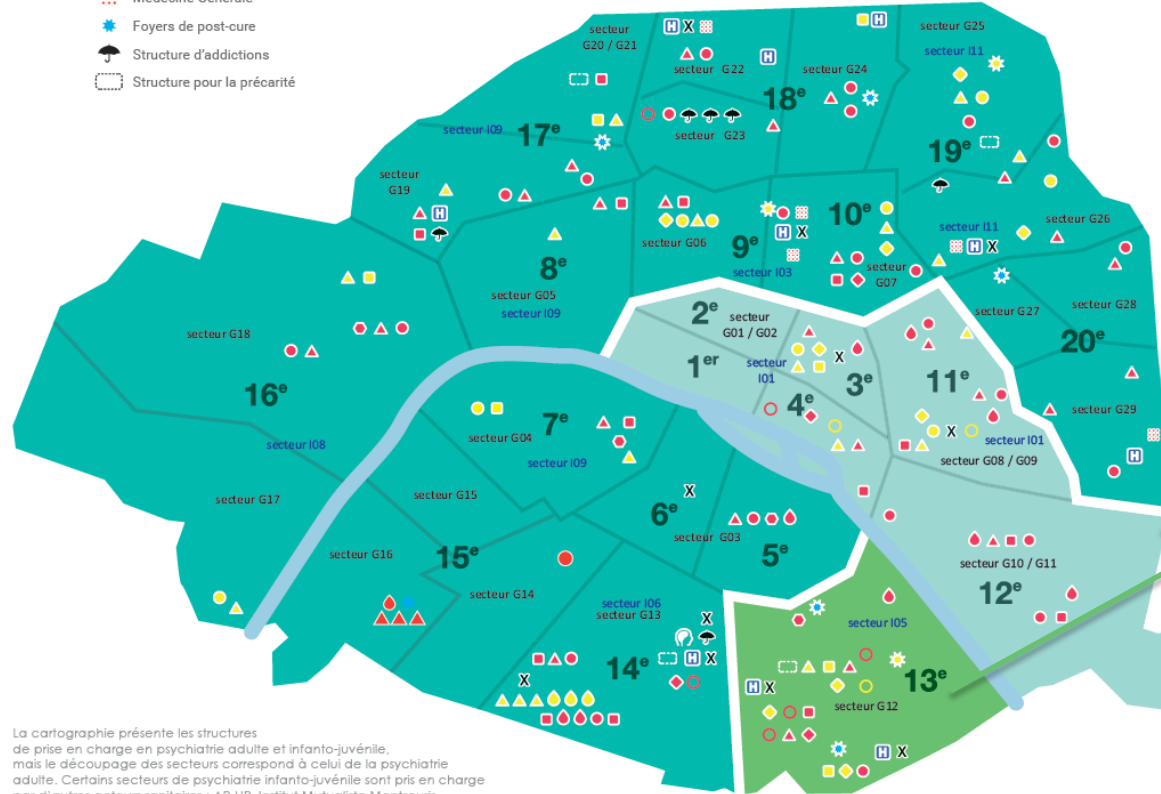 Médecine Générale
Foyers de post-cure
Structure d'addictions
Structure pour la précarité
secteur
G20 / G21
H X
secteur G22
H
H
secteur G24
secteur G25
secteur I11
18e
secteur G23
secteur I09
17e
19e
secteur
G19
H
secteur G06
9e
H X
secteur I03
10e
secteur
G07
secteur I11
H X
secteur G26
8e
secteur G05
secteur I09
secteur G18
16e
secteur I08
secteur G17
2e
secteur
G01 / G02
1er
secteur
I01
X
3e
4e
11e
X
secteur I01
secteur G08 / G09
secteur G27
secteur G28
20e
secteur G29
H
secteur G04
7e
secteur I09
X
6e
secteur G03
5e
secteur G15
secteur G16
15e
secteur G14
secteur G10 / G11
12e
secteur I06
secteur G13
X
H X
14e
X
secteur I05
13e
H X
secteur G12
H X
La cartographie présente les structures
de prise en charge en psychiatrie adulte et infanto-juvénile,
mais le découpage des secteurs correspond à celui de la psychiatrie
adulte. Certains secteurs de psychiatrie infanto-juvénile sont pris en charge